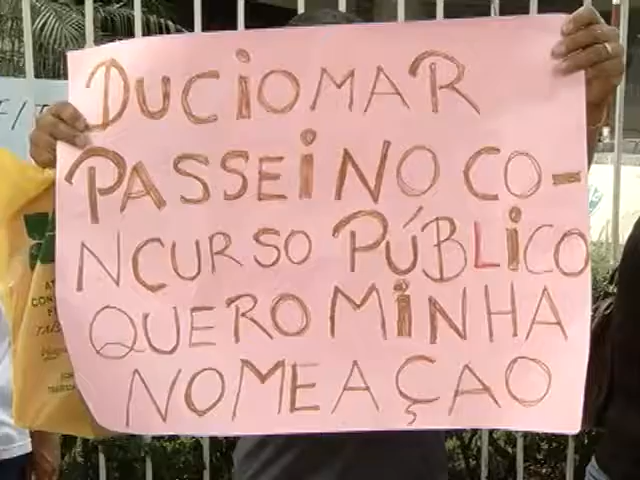 DUCIOMAR
PASSEI NO CO-
NCURSO PÚBLICO
QUERO MINHA
NOMEAÇAO